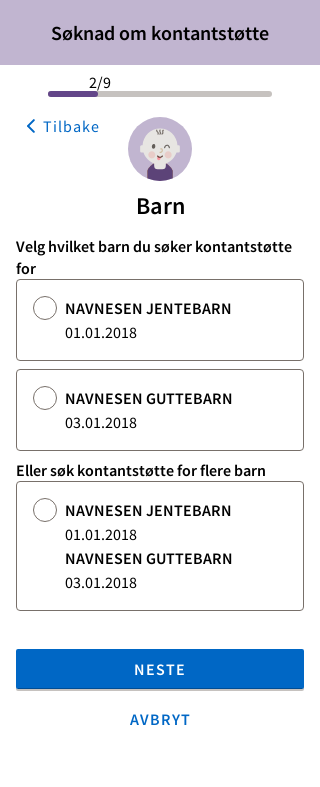 Søknad om kontantstøtte
2/9
Tilbake
Barn
Velg hvilket barn du søker kontantstøtte
for
NAVNESEN JENTEBARN
01.01.2018
NAVNESEN GUTTEBARN
03.01.2018
Eller søk kontantstøtte for flere barn
NAVNESEN JENTEBARN
01.01.2018
NAVNESEN GUTTEBARN
03.01.2018
NESTE
AVBRYT